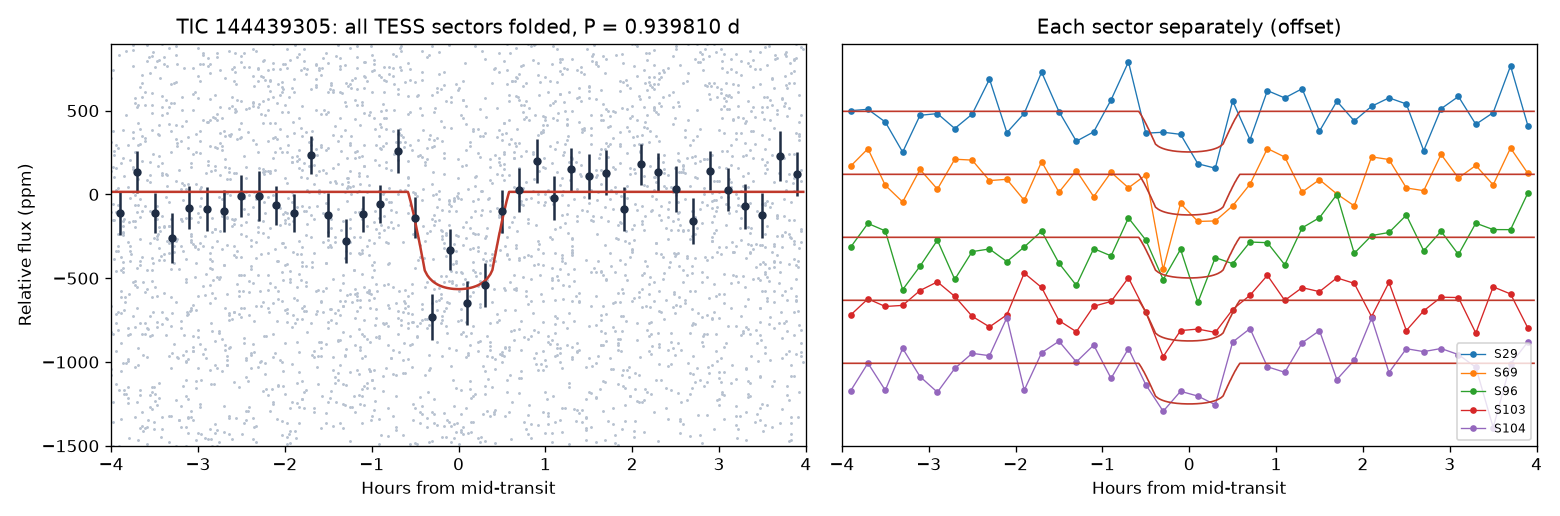 TIC 144439305: all TESS sectors folded, P = 0.939810 d
Relative flux (ppm)
500
0
−500
−1000
−1500
−4
−3
−2
−1
0
1
2
3
4
Hours from mid-transit
Each sector separately (offset)
S29
S69
S96
S103
S104
−4
−3
−2
−1
0
1
2
3
4
Hours from mid-transit